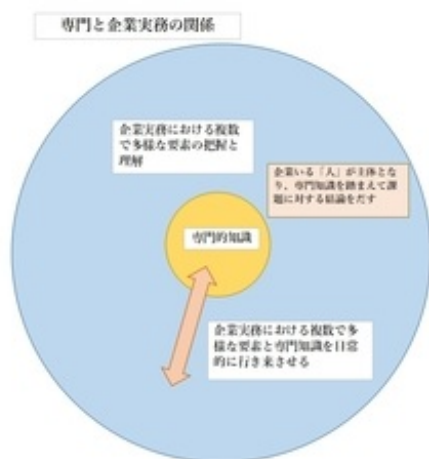 専門と企業実務の関係
企業実務における複数
で多様な要素の把握と
理解
企業いる「人」が主体とな
り、専門知識を踏まえて課
題に対する結論をだす
専門的知識
企業実務における複数で多
様な要素と専門知識を日常
的に行き来させる